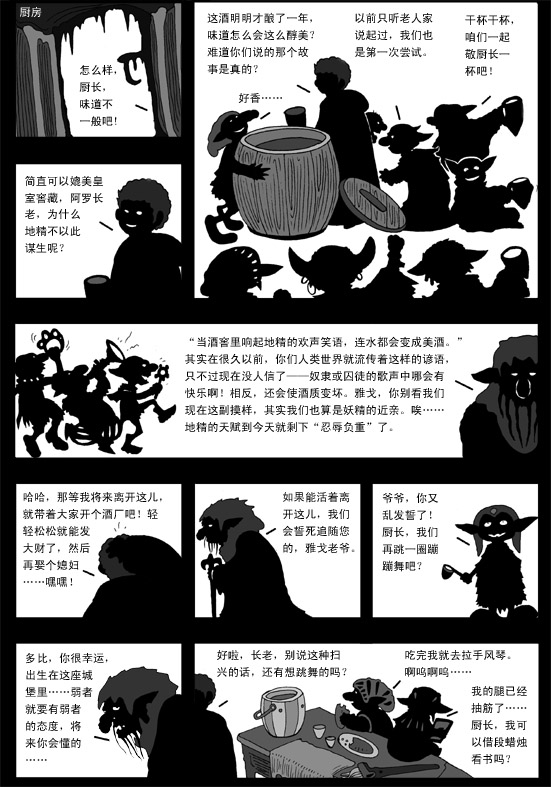 厨房
怎么样，
厨长，
味道不
一般吧！
这酒明明才酿了一年，
味道怎么会这么醇美？
难道你们说的那个故
事是真的？
以前只听老人家
说起过，我们也
是第一次尝试。
干杯干杯，
咱们一起
敬厨长一
杯吧！
好香……
简直可以媲美皇
室窖藏，阿罗长
老，为什么
地精不以此
谋生呢？
“当酒窖里响起地精的欢声笑语，连水都会变成美酒。”
其实在很久以前，你们人类世界就流传着这样的谚语，
只不过现在没人信了——奴隶或囚徒的歌声中哪会有
快乐啊！相反，还会使酒质变坏。雅戈，你别看我们
现在这副摸样，其实我们也算是妖精的近亲。唉……
地精的天赋到今天就剩下“忍辱负重”了。
哈哈，那等我将来离开这儿，
就带着大家开个酒厂吧！轻
轻松松就能发
大财了，然后
再娶个媳妇
……嘿嘿！
如果能活着离
开这儿，我们
会誓死追随您
的，雅戈老爷。
爷爷，你又
乱发誓了！
厨长，我们
再跳一圈蹦
蹦舞吧？
多比，你很幸运，
出生在这座城
堡里……弱者
就要有弱者
的态度，将
来你会懂的
……
好啦，长老，别说这种扫
兴的话，还有想跳舞的吗？
吃完我就去拉手风琴。
啊呜啊呜……
我的腿已经
抽筋了……
厨长，我可
以借段蜡烛
看书吗？